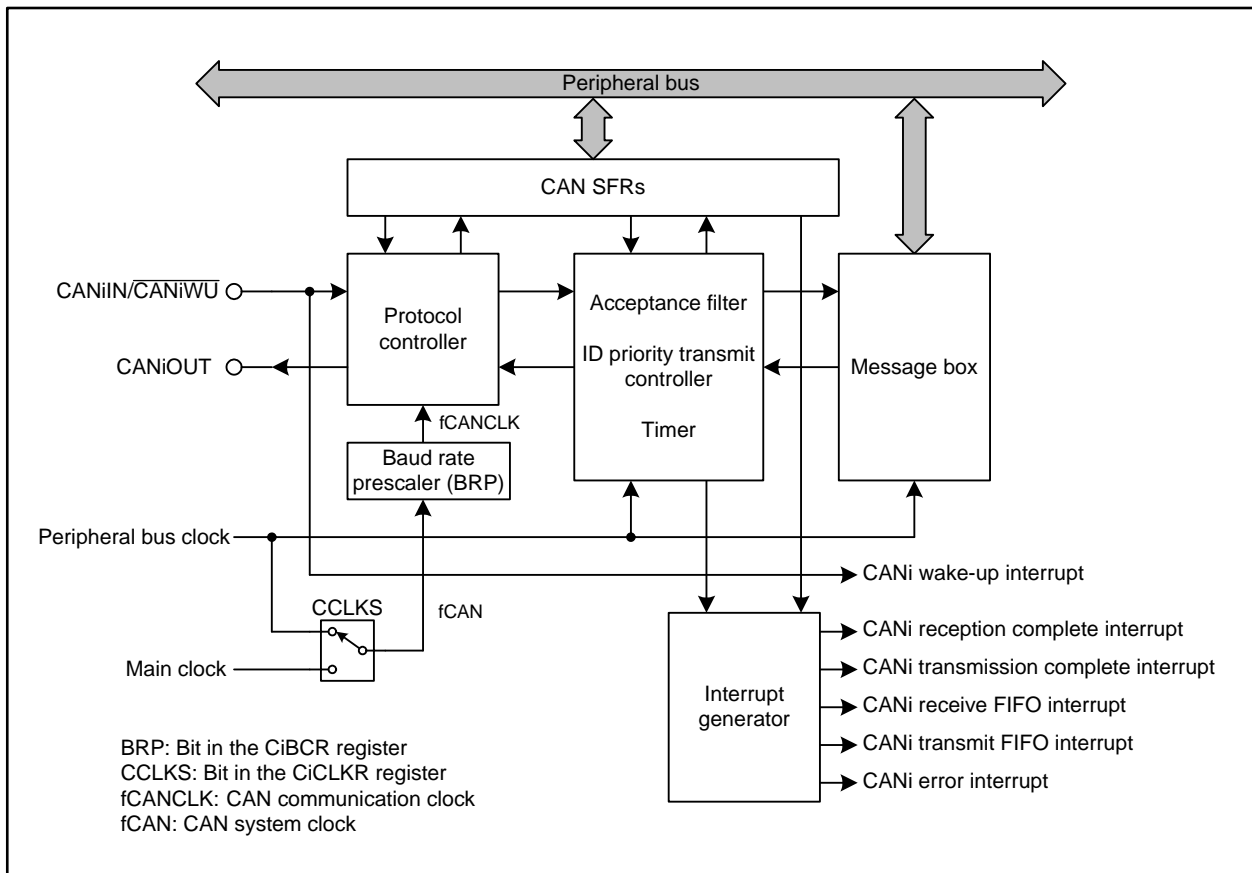 Peripheral bus
CAN SFRs
CANiIN/CANiWU
CANiOUT
Protocol
controller
Acceptance filter
ID priority transmit
controller
Timer
Message box
fCANCLK
Baud rate
prescaler (BRP)
Peripheral bus clock
CANi wake-up interrupt
CCLKS
fCAN
Main clock
Interrupt
generator
CANi reception complete interrupt
CANi transmission complete interrupt
CANi receive FIFO interrupt
CANi transmit FIFO interrupt
CANi error interrupt
BRP: Bit in the CiBCR register
CCLKS: Bit in the CiCLKR register
fCANCLK: CAN communication clock
fCAN: CAN system clock